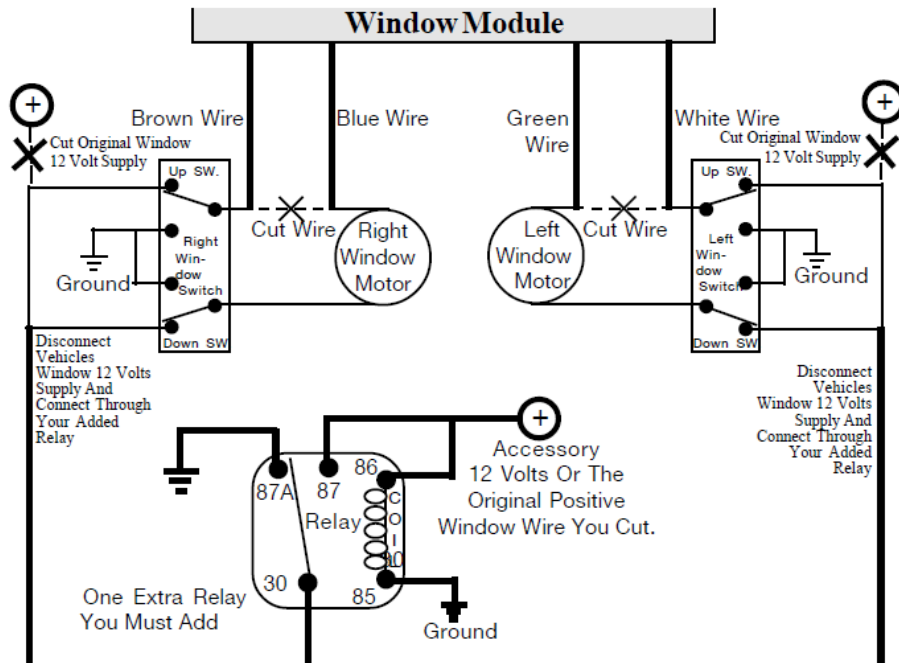 Window Module
+
+
Brown Wire
Blue Wire
Green
Wire
White Wire
Cut Original Window
12 Volt Supply
Cut Original Window
12 Volt Supply
Up SW.
Cut Wire
Right
Window
Motor
Right
Win-
dow
Switch
Ground
Down SW
Left
Window
Motor
Cut Wire
Up SW.
Left
Win-
dow
Switch
Ground
Down SW
Disconnect
Vehicles
Window 12 Volts
Supply And
Connect Through
Your Added
Relay
Disconnect
Vehicles
Window 12 Volts
Supply And
Connect Through
Your Added
Relay
+
Accessory
12 Volts Or The
Original Positive
Window Wire You Cut.
87A
87
86
Relay
C
O
I
L
30
85
One Extra Relay
You Must Add
Ground